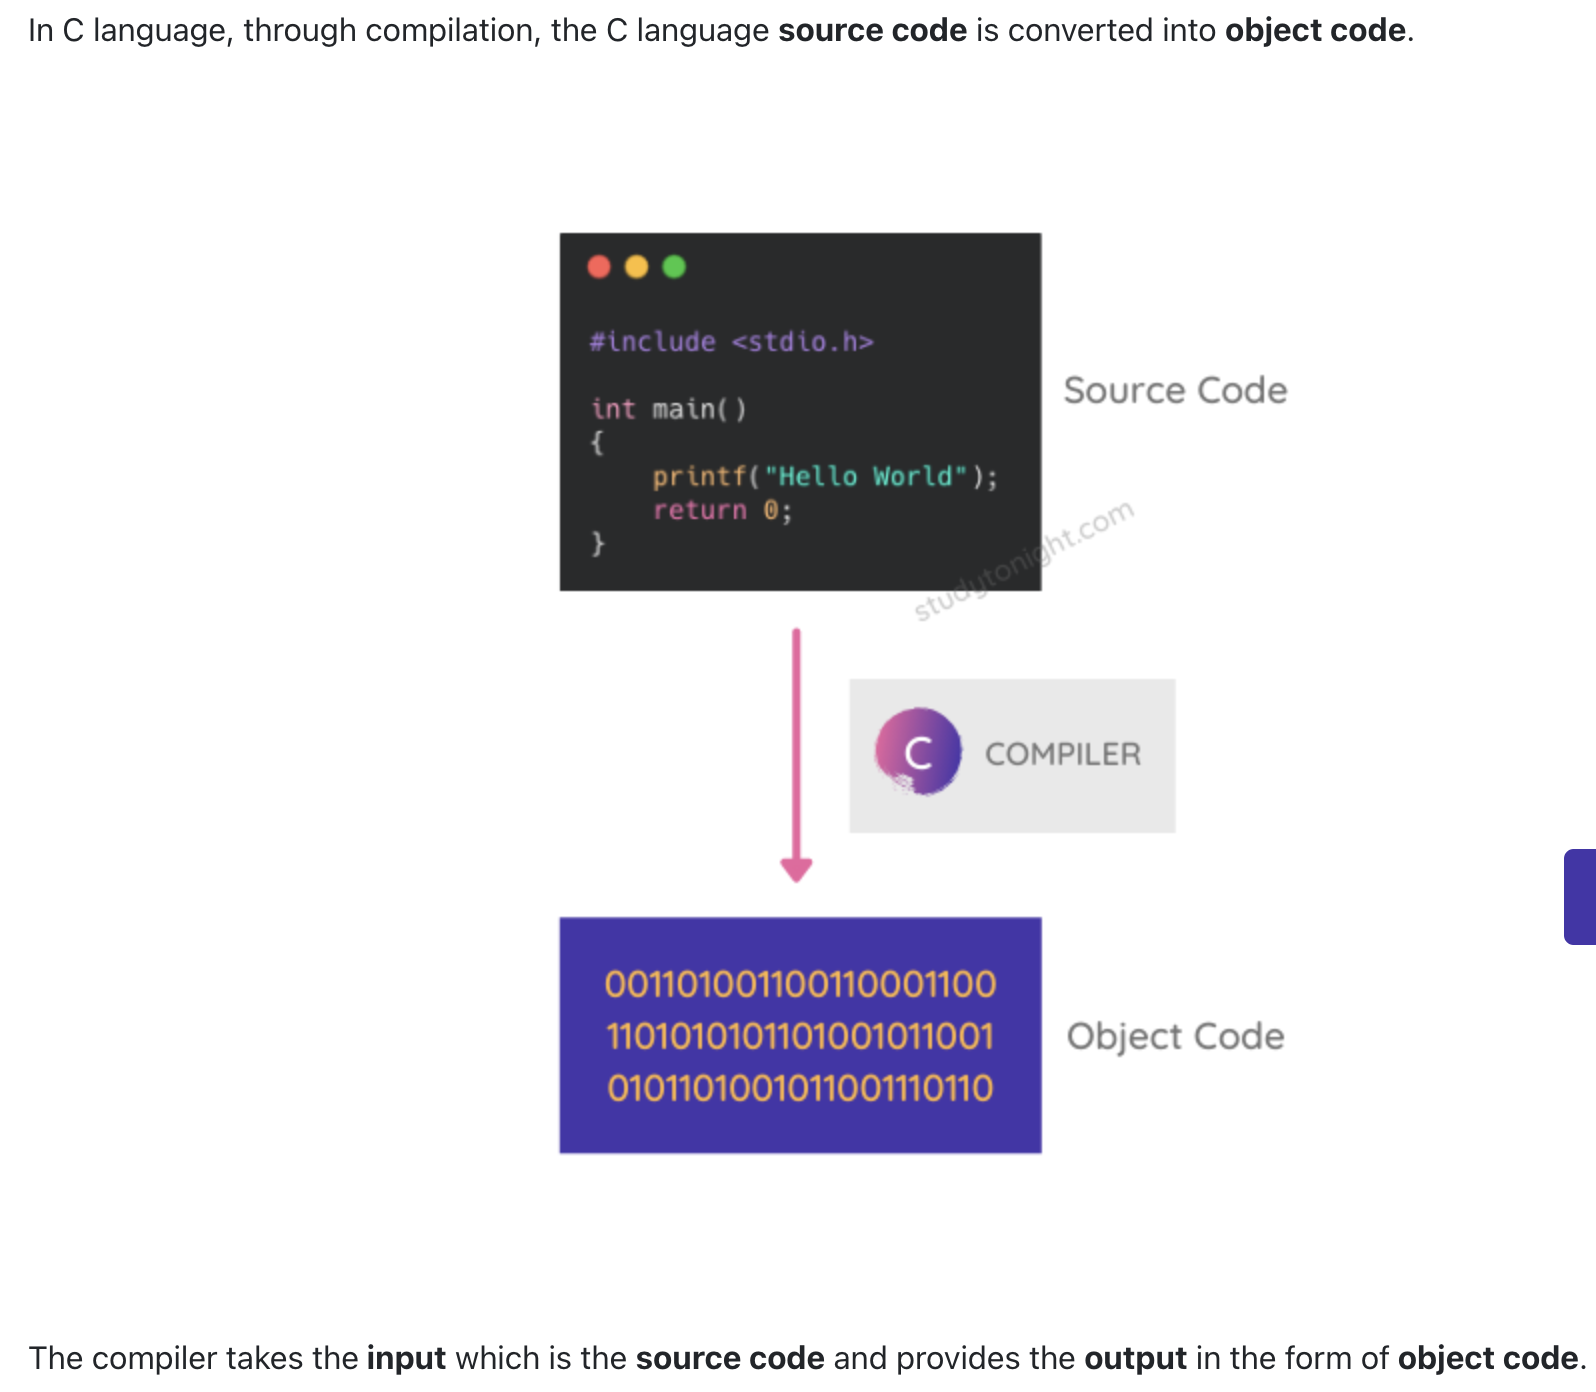 In C language, through compilation, the C language source code is converted into object code.
#include <stdio.h>
int main()
{
    printf("Hello World");
    return 0;
}
Source Code
studytonight.com
C COMPILER
001101001100110001100
1101010101101001011001
0101101001011001110110
Object Code
The compiler takes the input which is the source code and provides the output in the form of object code.